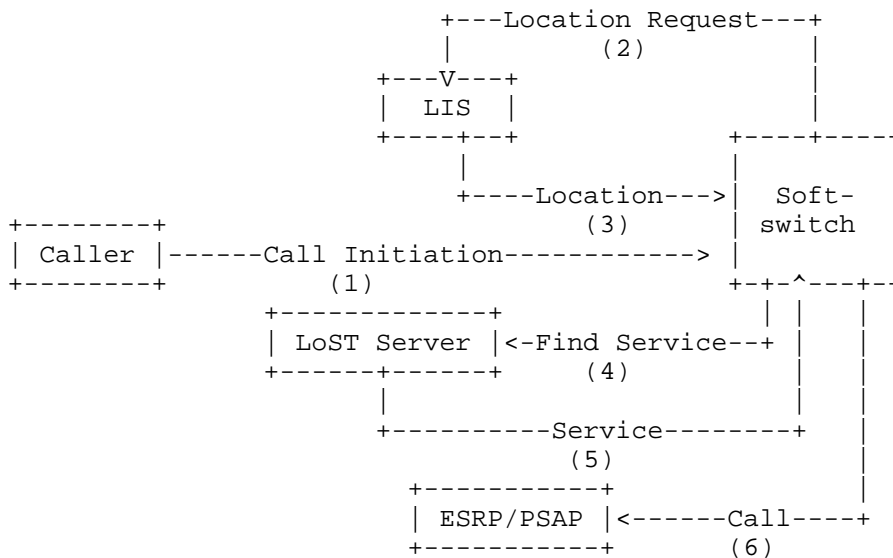 +---Location Request---+
|         (2)          |
+---V---+                  |
|  LIS  |                  |
+----+--+             +----+-----
|                |
+----Location--->|  Soft-
+--------+                  (3)       | switch
| Caller |------Call Initiation------------> |
+--------+          (1)                     +-+-^---+--
+-------------+                | |   |
| LoST Server |<-Find Service--+ |   |
+------+------+     (4)          |   |
|                         |   |
+----------Service--------+   |
(5)                 |
+-----------+               |
| ESRP/PSAP |<------Call----+
+-----------+       (6)